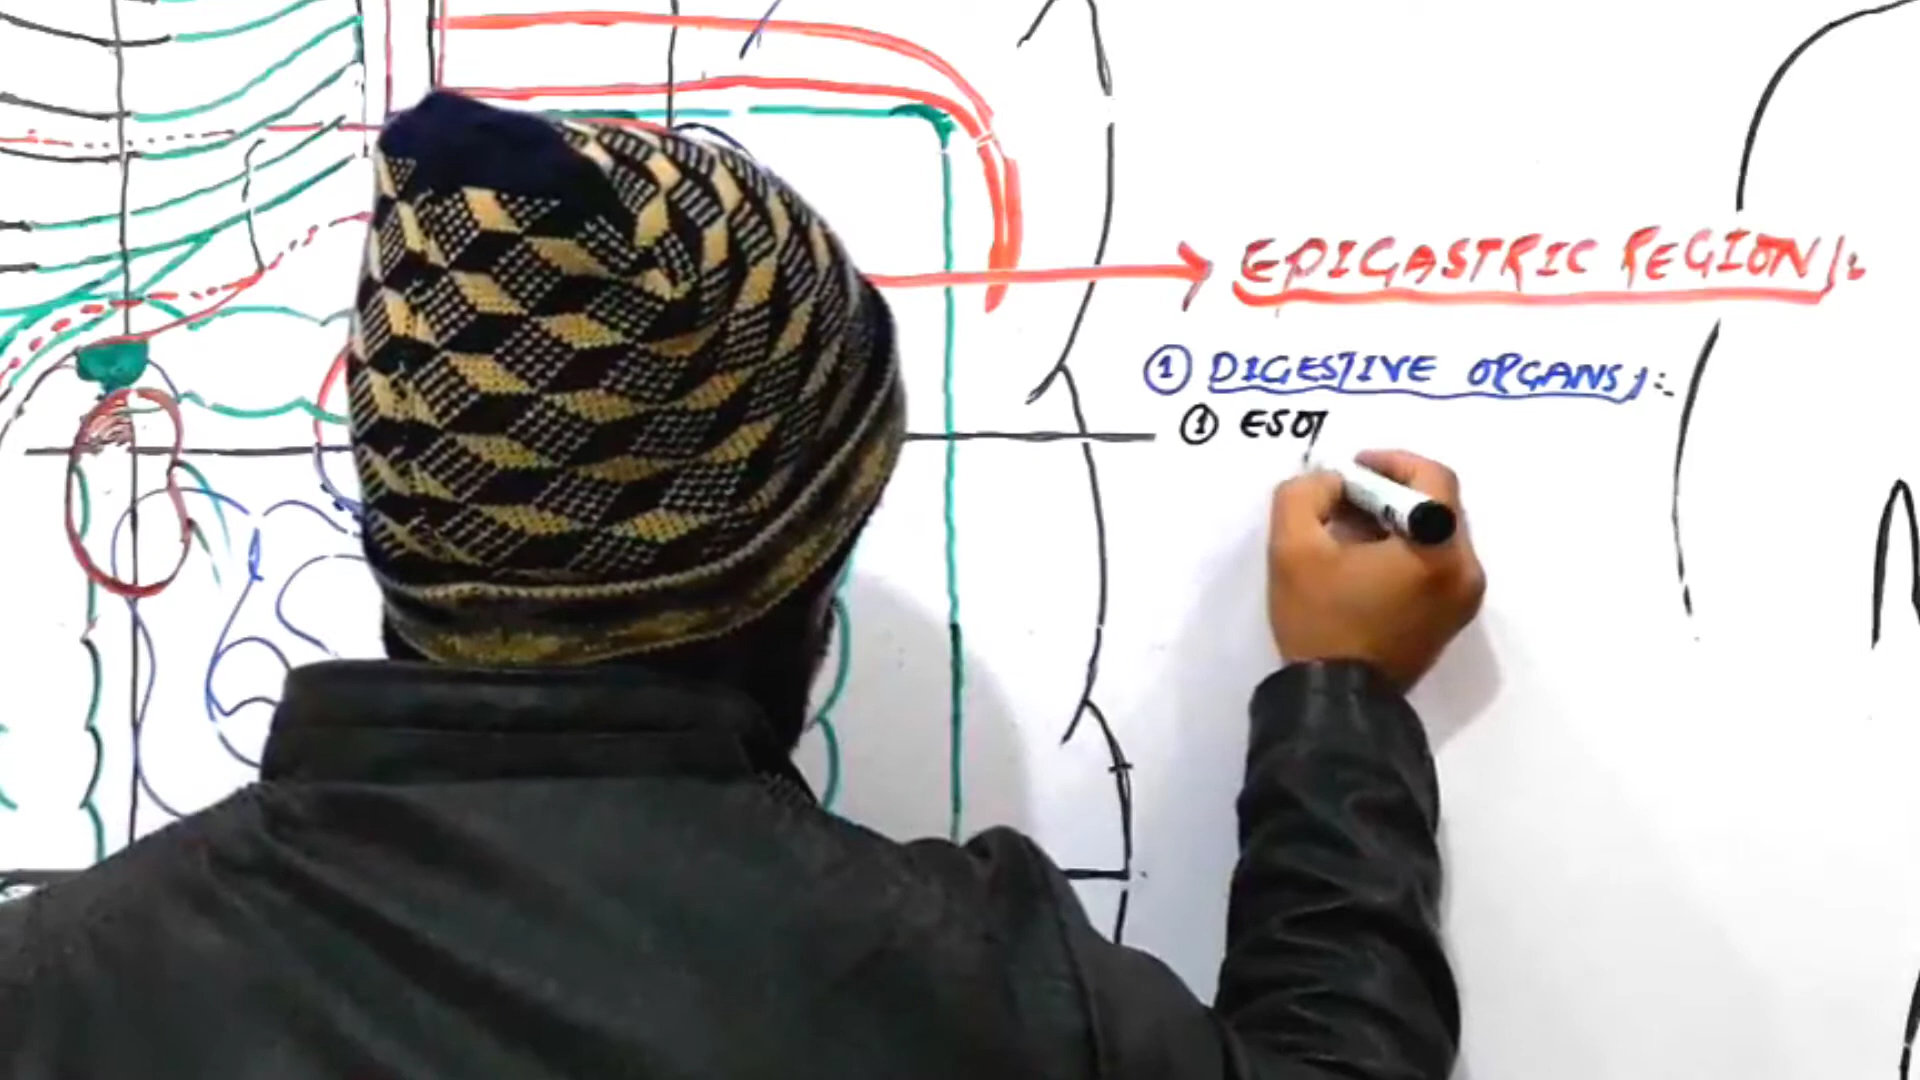 EPIGASTRIC REGION):
① DIGESTIVE ORGANS):-
① ESO